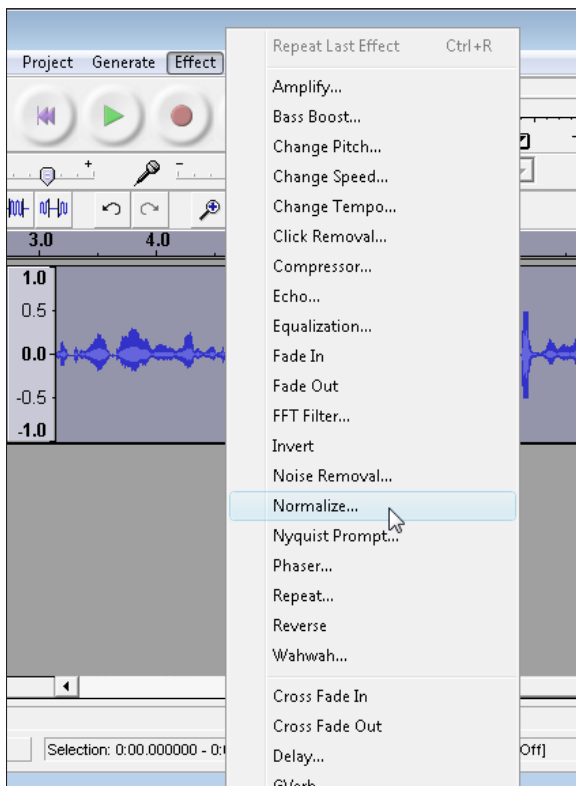 Project Generate Effect
Repeat Last Effect Ctrl+R
Amplify...
Bass Boost...
Change Pitch...
Change Speed...
Change Tempo...
Click Removal...
Compressor...
Echo...
Equalization...
Fade In
Fade Out
FFT Filter...
Invert
Noise Removal...
Normalize...
Nyquist Prompt...
Phaser...
Repeat...
Reverse
Wahwah...
Cross Fade In
Cross Fade Out
Delay...
3.0 4.0
1.0
0.5
0.0
-0.5
-1.0
Selection: 0:00.000000 - 0:
Off]